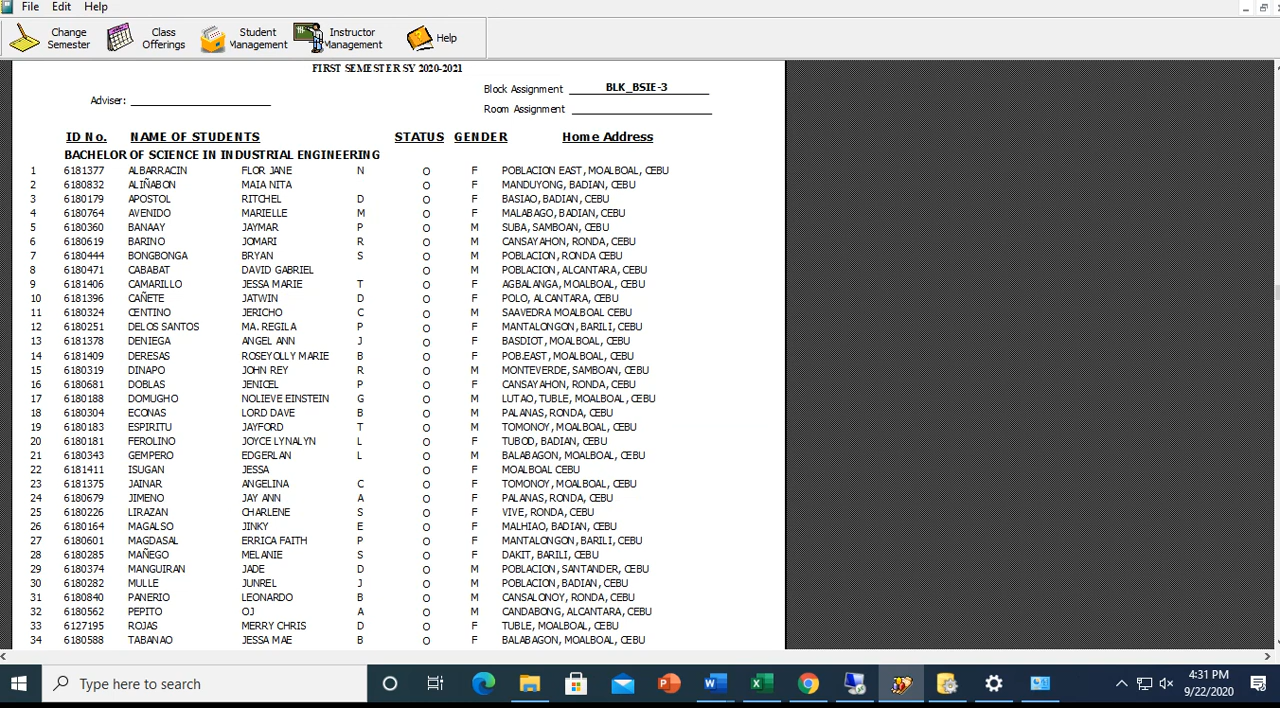 File Edit Help
Change Semester Class Offerings Student Management Instructor Management Help
FIRST SEMESTER SY 2020-2021
Block Assignment BLK_BSIE-3
Adviser:
Room Assignment
ID No. NAME OF STUDENTS STATUS GENDER Home Address
BACHELOR OF SCIENCE IN INDUSTRIAL ENGINEERING
1 6181377 ALBARRACIN FLOR JANE N O F POBLACION EAST, MOALBOAL, CEBU
2 6180832 ALIÑABON MAIA NITA O F MANDUYONG, BADIAN, CEBU
3 6180179 APOSTOL RITCHEL D O F BASIAO, BADIAN, CEBU
4 6180764 AVENIDO MARIELLE M O F MALABAGO, BADIAN, CEBU
5 6180360 BANAAY JAYMAR P O M SUBA, SAMBOAN, CEBU
6 6180619 BARINO JOMARI R O M CANSAYAHON, RONDA, CEBU
7 6180444 BONGBONGA BRYAN S O M POBLACION, RONDA CEBU
8 6180471 CABABAT DAVID GABRIEL O M POBLACION, ALCANTARA, CEBU
9 6181406 CAMARILLO JESSA MARIE T O F AGBALANGA, MOALBOAL, CEBU
10 6181396 CAÑETE JATWIN D O F POLO, ALCANTARA, CEBU
11 6180324 CENTINO JERICHO C O M SAAVEDRA MOALBOAL CEBU
12 6180251 DELOS SANTOS MA. REGILA P O F MANTALONGON, BARILI, CEBU
13 6181378 DENIEGA ANGEL ANN J O F BASDIOT, MOALBOAL, CEBU
14 6181409 DERESAS ROSEYOLLY MARIE B O F POB.EAST, MOALBOAL, CEBU
15 6180319 DINAPO JOHN REY R O M MONTEVERDE, SAMBOAN, CEBU
16 6180681 DOBLAS JENICEL P O F CANSAYAHON, RONDA, CEBU
17 6180188 DOMUGHO NOLIEVE EINSTEIN G O M LUTAO, TUBLE, MOALBOAL, CEBU
18 6180304 ECONAS LORD DAVE B O M PALANAS, RONDA, CEBU
19 6180183 ESPIRITU JAYFORD T O M TOMONOY, MOALBOAL, CEBU
20 6180181 FEROLINO JOYCE LYNALYN L O F TUBOD, BADIAN, CEBU
21 6180343 GEMPERO EDGERLAN L O M BALABAGON, MOALBOAL, CEBU
22 6181411 ISUGAN JESSA O F MOALBOAL CEBU
23 6181375 JAINAR ANGELINA C O F TOMONOY, MOALBOAL, CEBU
24 6180679 JIMENO JAY ANN A O F PALANAS, RONDA, CEBU
25 6180226 LIRAZAN CHARLENE S O F VIVE, RONDA, CEBU
26 6180164 MAGALSO JINKY E O F MALHIAO, BADIAN, CEBU
27 6180601 MAGDASAL ERRICA FAITH P O F MANTALONGON, BARILI, CEBU
28 6180285 MAÑEGO MELANIE S O F DAKIT, BARILI, CEBU
29 6180374 MANGUIRAN JADE D O M POBLACION, SANTANDER, CEBU
30 6180282 MULLE JUNREL J O M POBLACION, BADIAN, CEBU
31 6180840 PANERIO LEONARDO B O M CANSALONOY, RONDA, CEBU
32 6180562 PEPITO OJ A O M CANDABONG, ALCANTARA, CEBU
33 6127195 ROJAS MERRY CHRIS D O F TUBLE, MOALBOAL, CEBU
34 6180588 TABANAO JESSA MAE B O F BALABAGON, MOALBOAL, CEBU
Type here to search
4:31 PM
9/22/2020